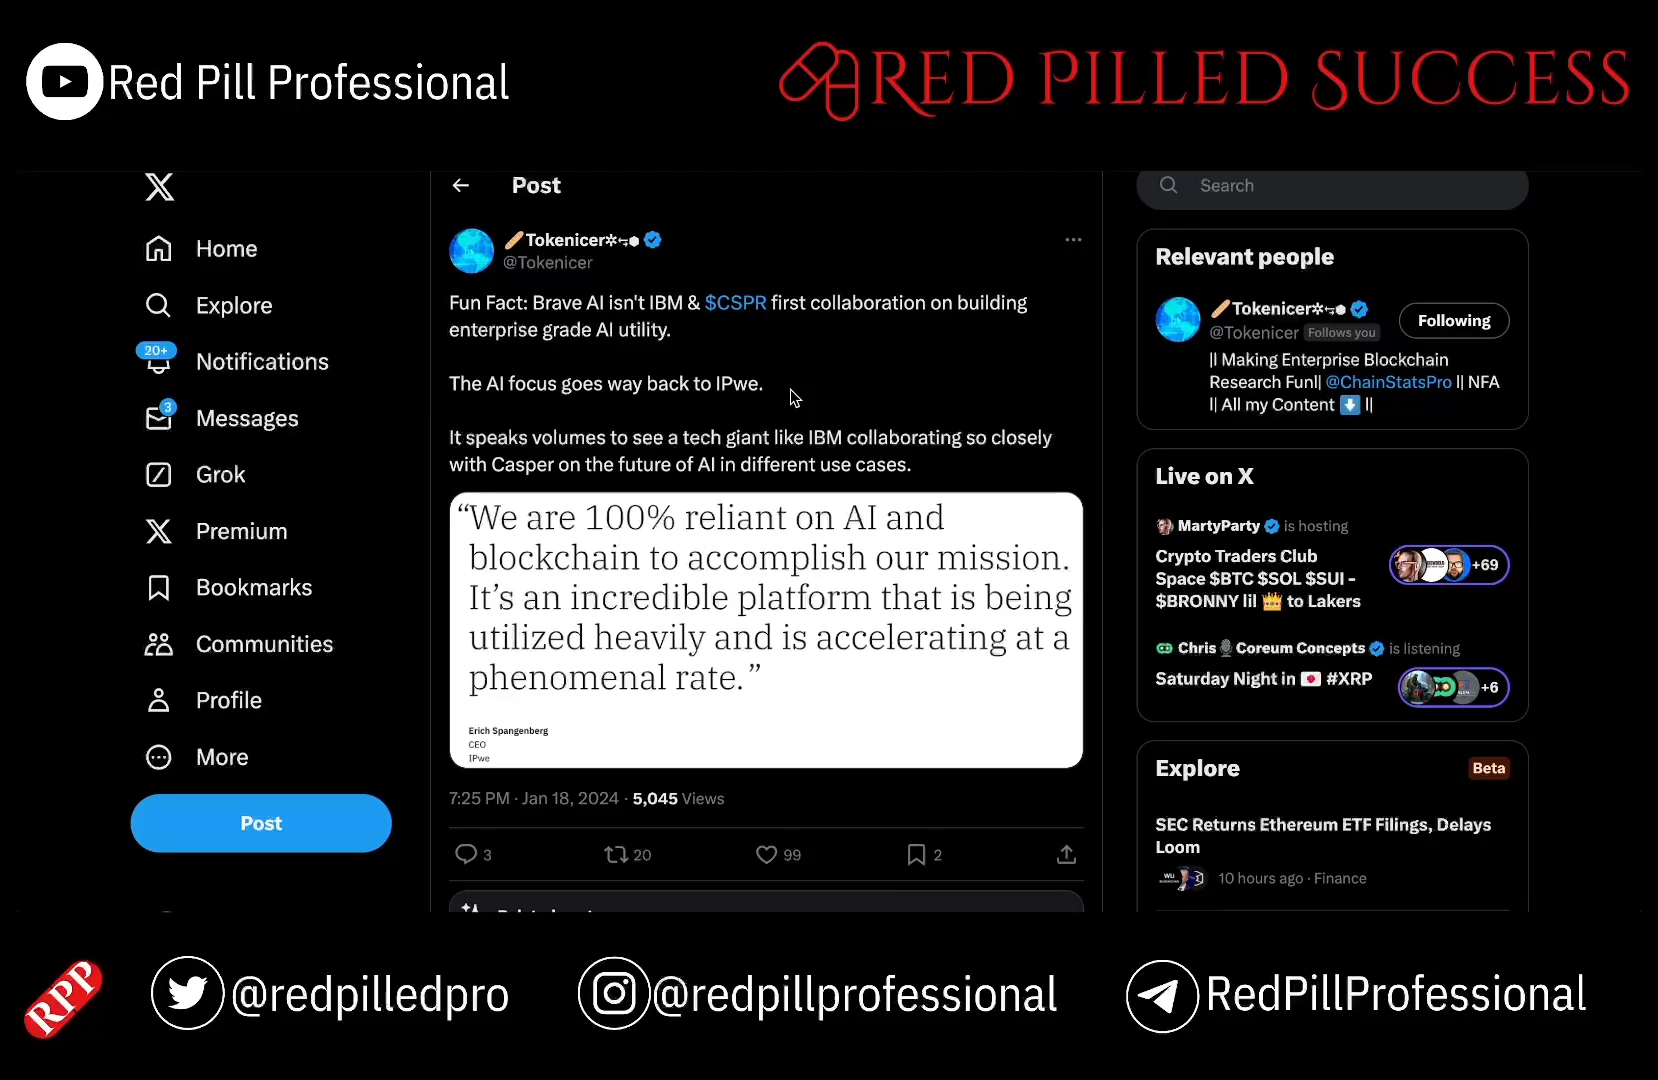 Red Pill Professional
RED PILLED SUCCESS
Home
Explore
20+
Notifications
3
Messages
Grok
Premium
Bookmarks
Communities
Profile
More
Post
Post
Tokenicer
@Tokenicer
Fun Fact: Brave AI isn't IBM & $CSPR first collaboration on building
enterprise grade AI utility.
The AI focus goes way back to IPwe.
It speaks volumes to see a tech giant like IBM collaborating so closely
with Casper on the future of AI in different use cases.
“We are 100% reliant on AI and
blockchain to accomplish our mission.
It’s an incredible platform that is being
utilized heavily and is accelerating at a
phenomenal rate.”
Erich Spangenberg
CEO
IPwe
7:25 PM · Jan 18, 2024 · 5,045 Views
3 20 99 2
Search
Relevant people
Tokenicer
@Tokenicer Follows you
Following
|| Making Enterprise Blockchain
Research Fun|| @ChainStatsPro || NFA
|| All my Content ⬇️ ||
Live on X
MartyParty is hosting
Crypto Traders Club
Space $BTC $SOL $SUI -
$BRONNY lil 👑 to Lakers
+69
Chris🎙Coreum Concepts is listening
Saturday Night in 🇯🇵 #XRP
+6
Explore
Beta
SEC Returns Ethereum ETF Filings, Delays
Loom
10 hours ago · Finance
RPP
@redpilledpro
@redpillprofessional
RedPillProfessional